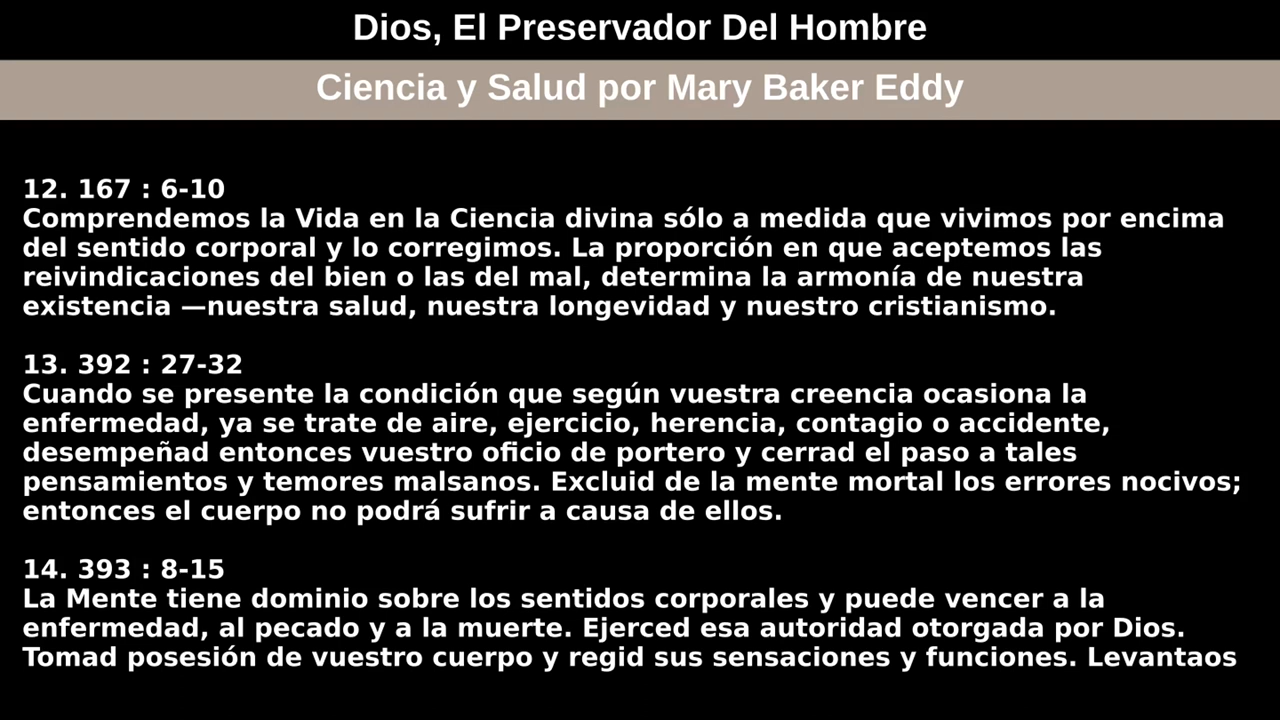 Dios, El Preservador Del Hombre
Ciencia y Salud por Mary Baker Eddy
12. 167 : 6-10
Comprendemos la Vida en la Ciencia divina sólo a medida que vivimos por encima
del sentido corporal y lo corregimos. La proporción en que aceptemos las
reivindicaciones del bien o las del mal, determina la armonía de nuestra
existencia —nuestra salud, nuestra longevidad y nuestro cristianismo.
13. 392 : 27-32
Cuando se presente la condición que según vuestra creencia ocasiona la
enfermedad, ya se trate de aire, ejercicio, herencia, contagio o accidente,
desempeñad entonces vuestro oficio de portero y cerrad el paso a tales
pensamientos y temores malsanos. Excluid de la mente mortal los errores nocivos;
entonces el cuerpo no podrá sufrir a causa de ellos.
14. 393 : 8-15
La Mente tiene dominio sobre los sentidos corporales y puede vencer a la
enfermedad, al pecado y a la muerte. Ejerced esa autoridad otorgada por Dios.
Tomad posesión de vuestro cuerpo y regid sus sensaciones y funciones. Levantaos